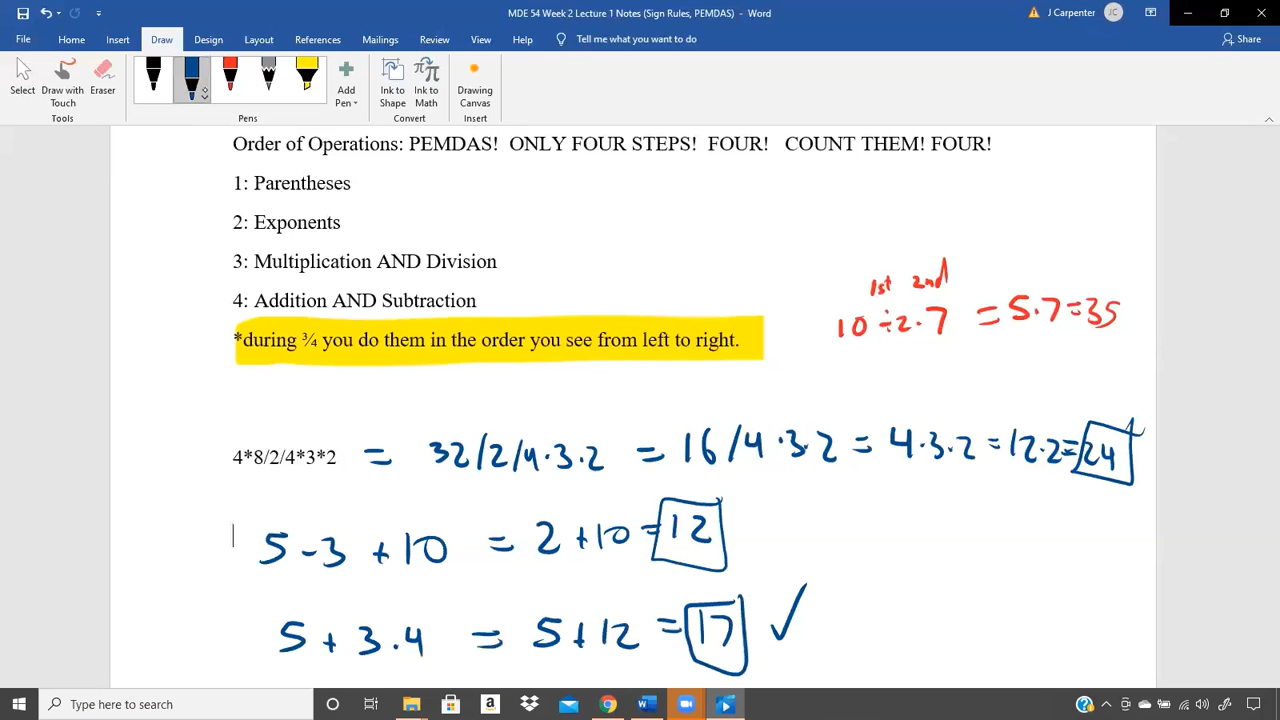 MDE 54 Week 2 Lecture 1 Notes (Sign Rules, PEMDAS) - Word
J Carpenter JC
File Home Insert Draw Design Layout References Mailings Review View Help Tell me what you want to do Share
Select Draw with Touch Eraser Add Pen Ink to Shape Ink to Math Drawing Canvas
Tools Pens Convert Insert
Order of Operations: PEMDAS! ONLY FOUR STEPS! FOUR! COUNT THEM! FOUR!
1: Parentheses
2: Exponents
3: Multiplication AND Division
1st 2nd
4: Addition AND Subtraction
10 ÷ 2 · 7 = 5 · 7 = 35
*during ¾ you do them in the order you see from left to right.
4*8/2/4*3*2 = 32/2/4·3·2 = 16/4·3·2 = 4·3·2 = 12·2 = 24
5 - 3 + 10 = 2 + 10 = 12
5 + 3 · 4 = 5 + 12 = 17 ✓
Type here to search